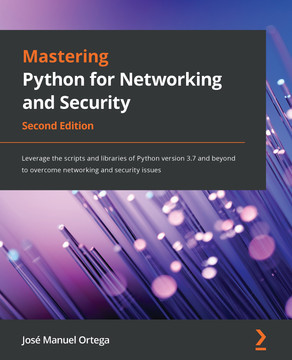 Mastering
Python for Networking
and Security
Second Edition
Leverage the scripts and libraries of Python version 3.7 and beyond
to overcome networking and security issues
José Manuel Ortega